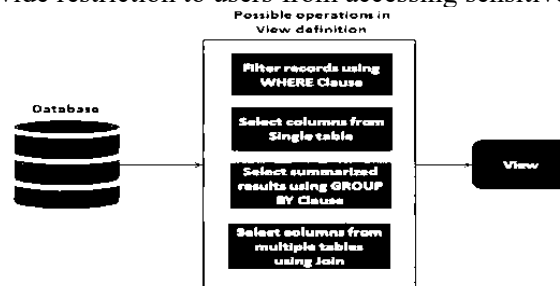 vide restriction to users from accessing sensitive
Possible operations in
View definition
Filter records using
WHERE Clause
Database
Select columns from
Single table
View
Select summarized
results using GROUP
BY Clause
Select columns from
multiple tables
using Join